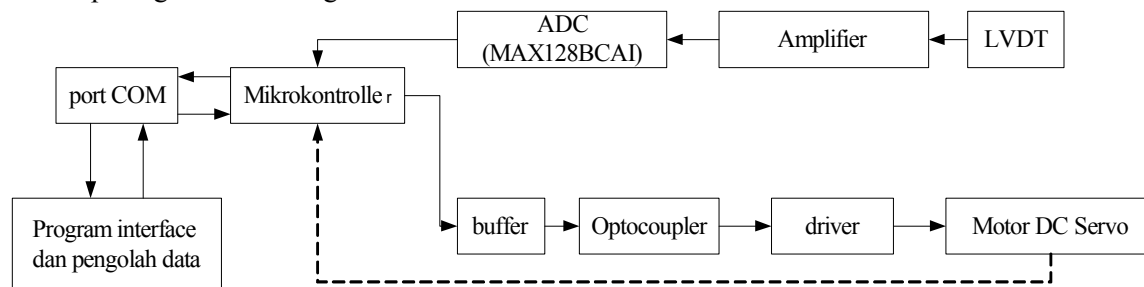 ADC
(MAX128BCAI)
Amplifier
LVDT
port COM
Mikrokontroller
Program interface
dan pengolah data
buffer
Optocoupler
driver
Motor DC Servo